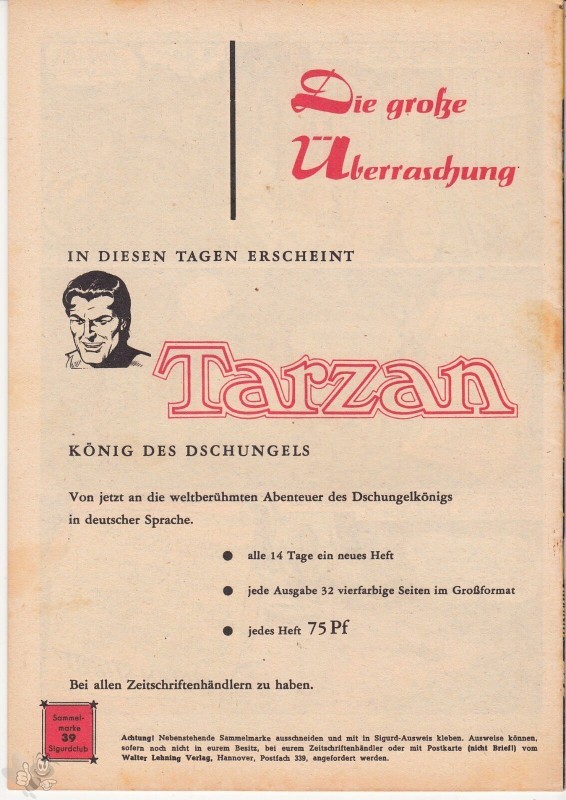 Die große
Überraschung
IN DIESEN TAGEN ERSCHEINT
Tarzan
KÖNIG DES DSCHUNGELS
Von jetzt an die weltberühmten Abenteuer des Dschungelkönigs
in deutscher Sprache.
● alle 14 Tage ein neues Heft
● jede Ausgabe 32 vierfarbige Seiten im Großformat
● jedes Heft 75 Pf
Bei allen Zeitschriftenhändlern zu haben.
Sammel-
marke
39
Sigurdclub
Achtung! Nebenstehende Sammelmarke ausschneiden und mit in Sigurd-Ausweis kleben. Ausweise können,
sofern noch nicht in eurem Besitz, bei eurem Zeitschriftenhändler oder mit Postkarte (nicht Brief!) vom
Walter Lehning Verlag, Hannover, Postfach 339, angefordert werden.